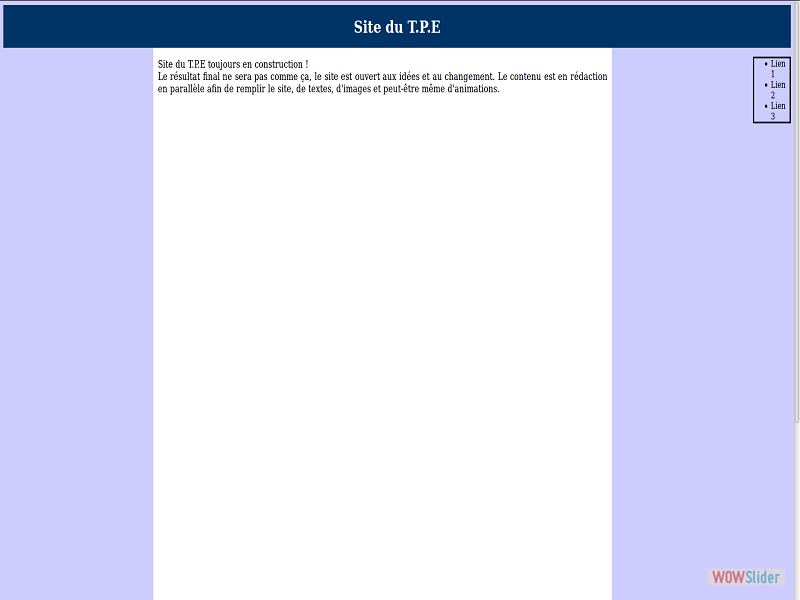 Site du T.P.E
Site du T.P.E toujours en construction !
Le résultat final ne sera pas comme ça, le site est ouvert aux idées et au changement. Le contenu est en rédaction
en parallèle afin de remplir le site, de textes, d'images et peut-être même d'animations.
• Lien
1
• Lien
2
• Lien
3
WOWSlider